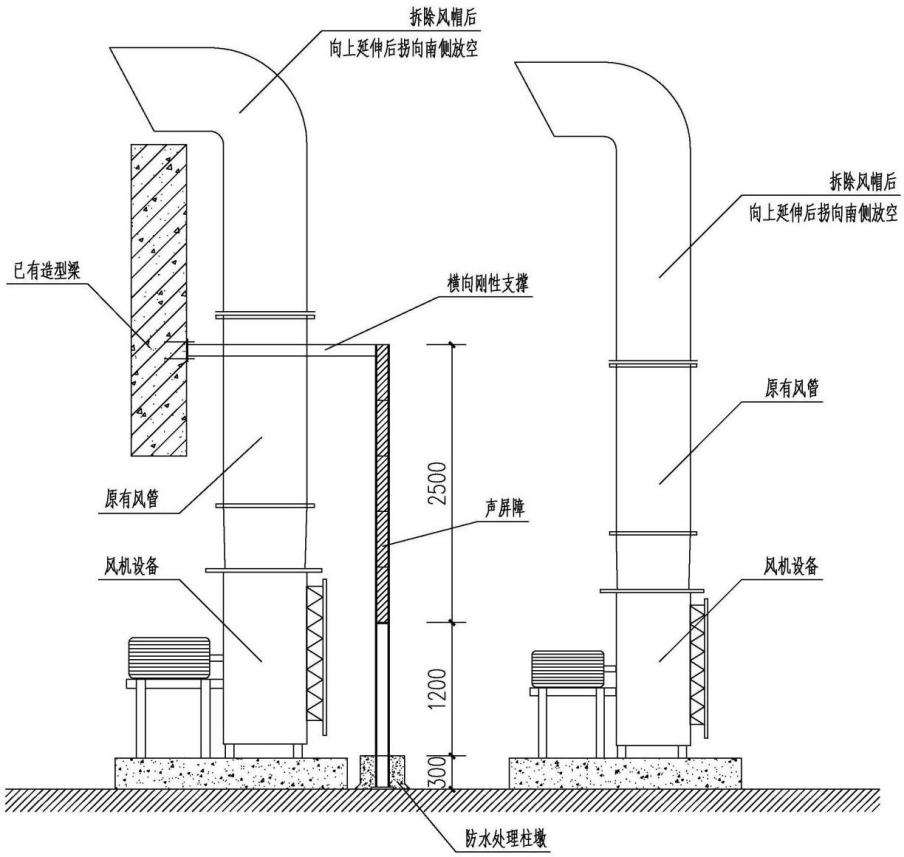 拆除风帽后
向上延伸后拐向南侧放空
拆除风帽后
向上延伸后拐向南侧放空
已有造型梁
横向刚性支撑
原有风管
2500
原有风管
声屏障
风机设备
风机设备
1200
300
防水处理柱墩